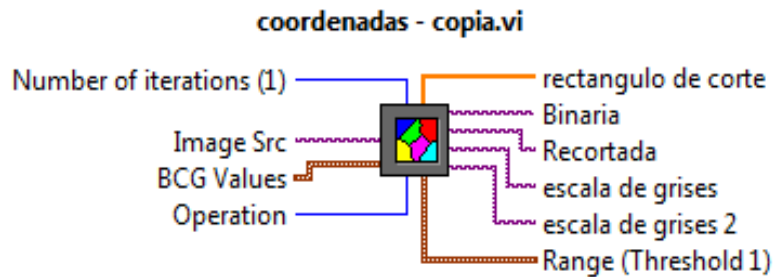 coordenadas - copia.vi
Number of iterations (1)
Image Src
BCG Values
Operation
rectangulo de corte
Binaria
Recortada
escala de grises
escala de grises 2
Range (Threshold 1)